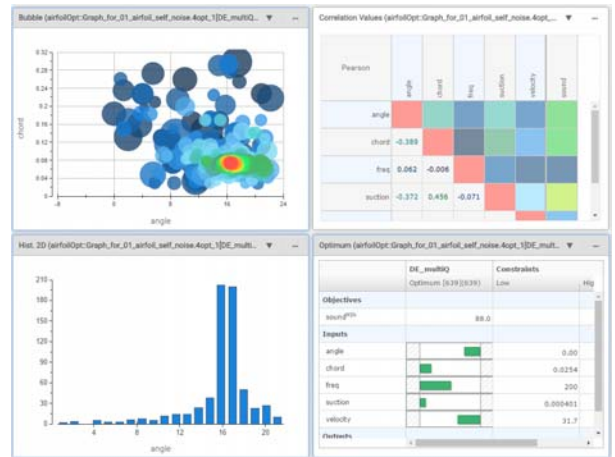 Bubble (airfoilOpt::Graph_for_01_airfoil_self_noise.4opt_1[DE_multiQ...
0.32
0.28
0.24
0.2
0.16
0.12
0.08
0.04
0
chord
-8
0
8
16
24
angle
Correlation Values (airfoilOpt::Graph_for_01_airfoil_self_noise.4opt_...
Pearson
angle
chord
freq
suction
velocity
sound
angle
chord
-0.388
freq
0.062
-0.006
suction
-0.372
0.456
-0.071
Hist. 2D (airfoilOpt::Graph_for_01_airfoil_self_noise.4opt_1[DE_multi...
210
180
150
120
90
60
30
0
4
8
12
16
20
angle
Optimum (airfoilOpt::Graph_for_01_airfoil_self_noise.4opt_1[DE_mult...
DE_multiQ
Constraints
Optimum [639](639)
Low
Hig
Objectives
sound
88.0
Inputs
angle
0.00
chord
0.0254
freq
200
suction
0.000401
velocity
31.7
Outputs